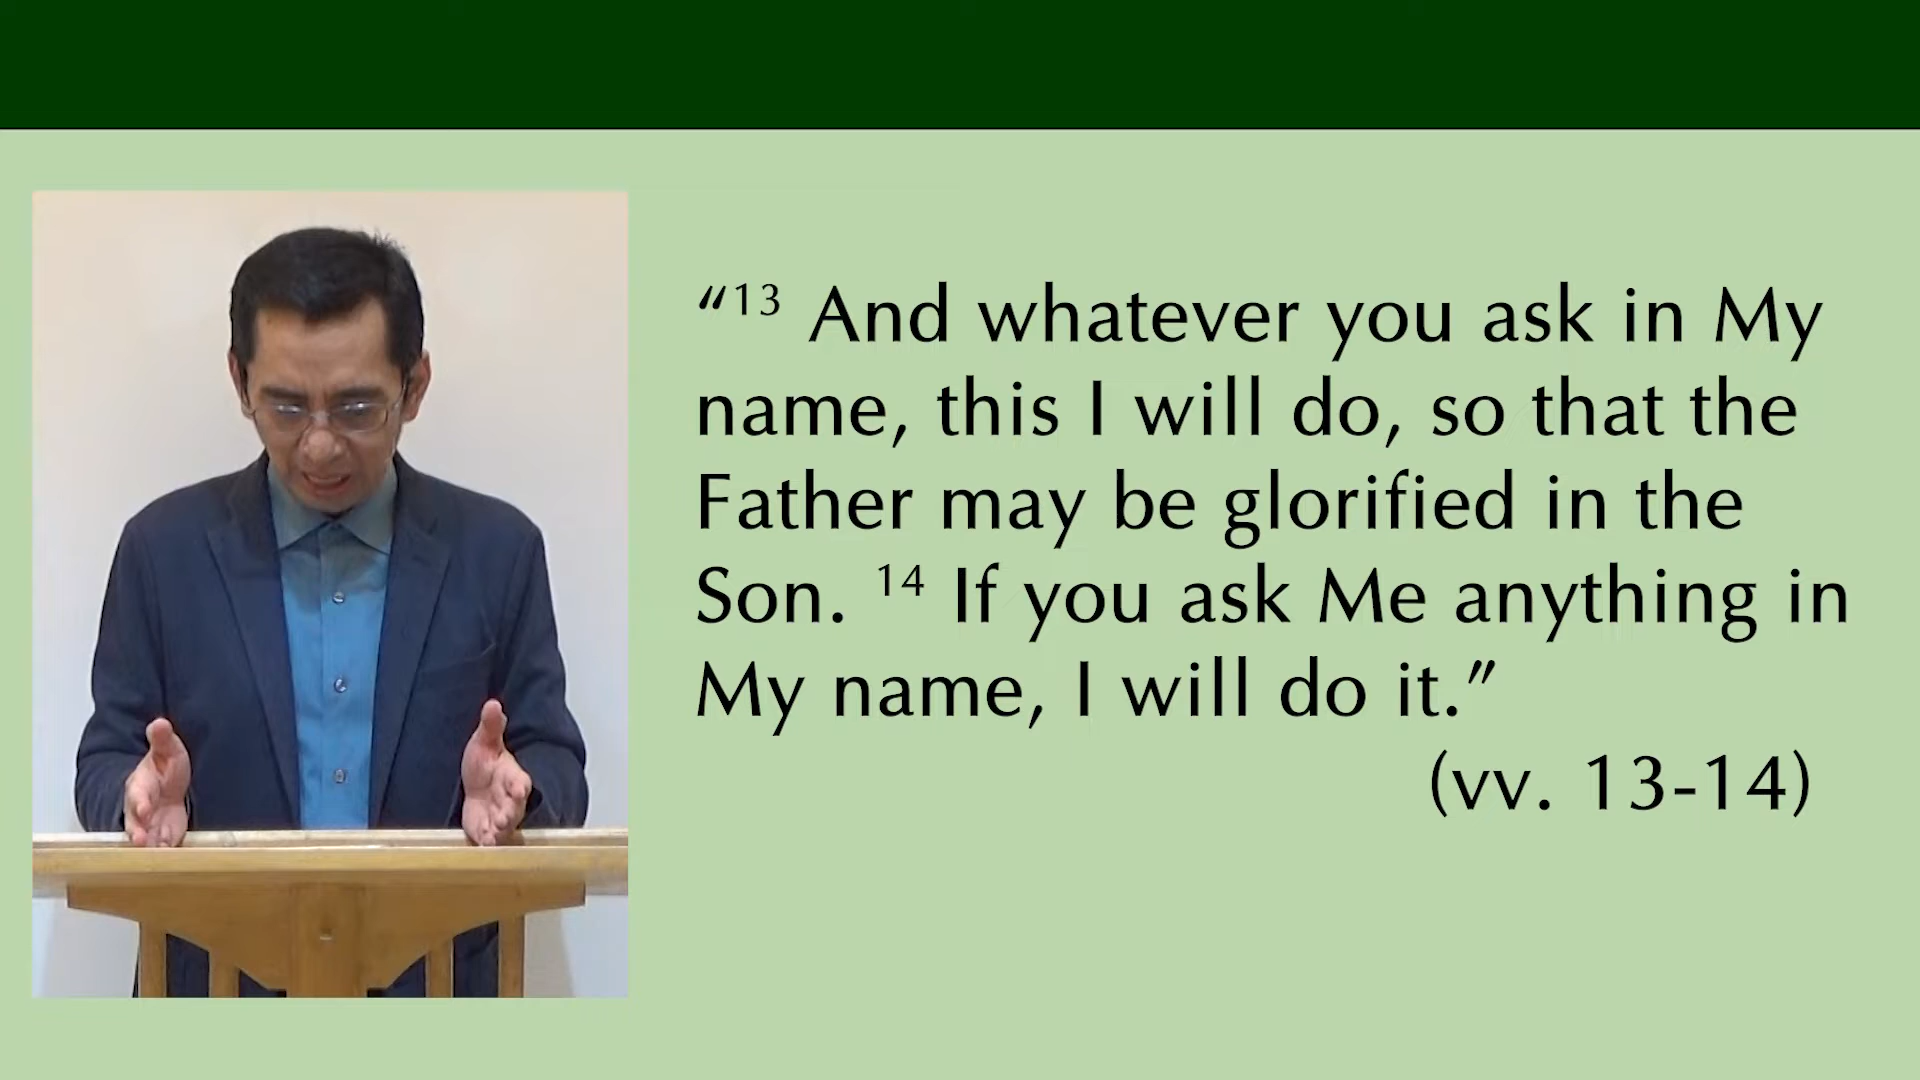 “13 And whatever you ask in My
name, this I will do, so that the
Father may be glorified in the
Son. 14 If you ask Me anything in
My name, I will do it.”
(vv. 13-14)